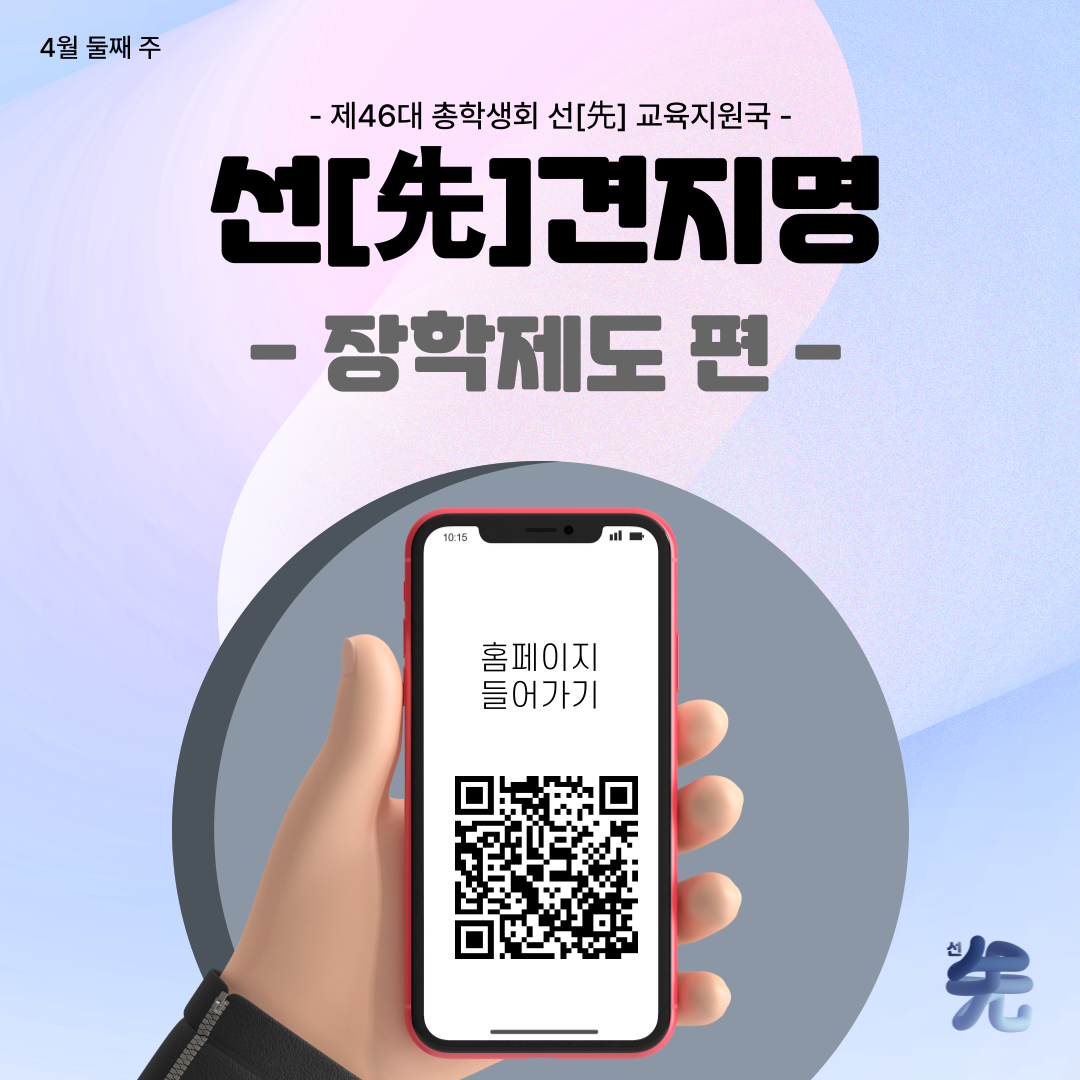 4월 둘째 주
- 제46대 총학생회 선[先] 교육지원국 -
선[先]견지명
- 장학제도 편 -
10:15
홈페이지
들어가기
선
先